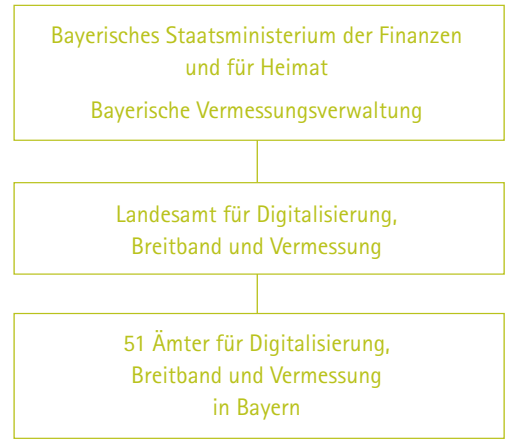 Bayerisches Staatsministerium der Finanzen
und für Heimat
Bayerische Vermessungsverwaltung
Landesamt für Digitalisierung,
Breitband und Vermessung
51 Ämter für Digitalisierung,
Breitband und Vermessung
in Bayern